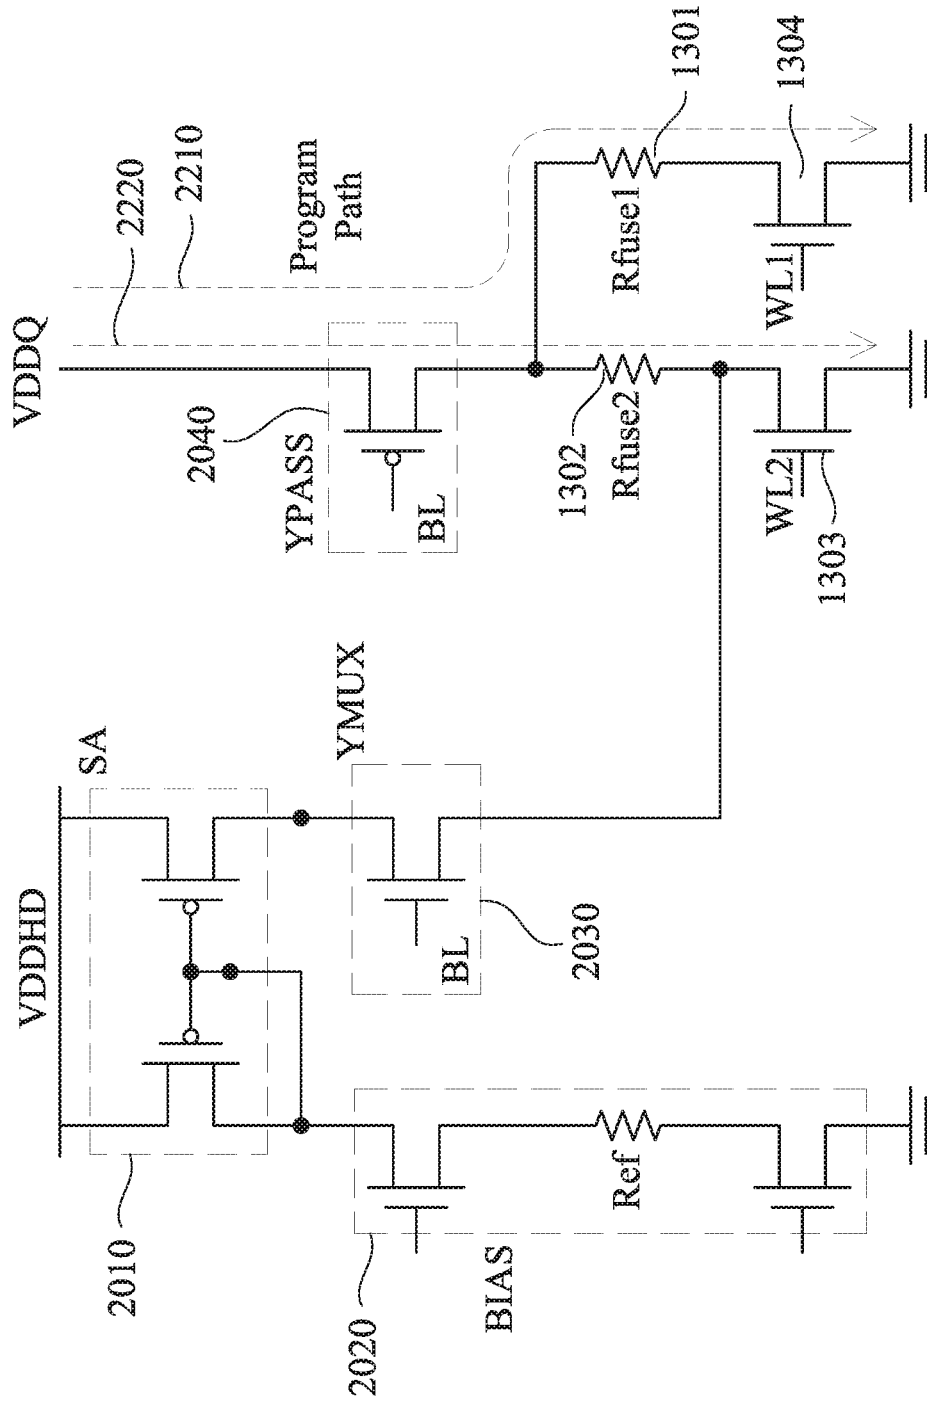 VDDQ
2220
2210
Program
Path
2040
YPASS
BL
1301
1304
Rfuse1
WL1
1302
Rfuse2
WL2
1303
VDDHD
SA
YMUX
BL
2030
2010
2020
BIAS
Ref